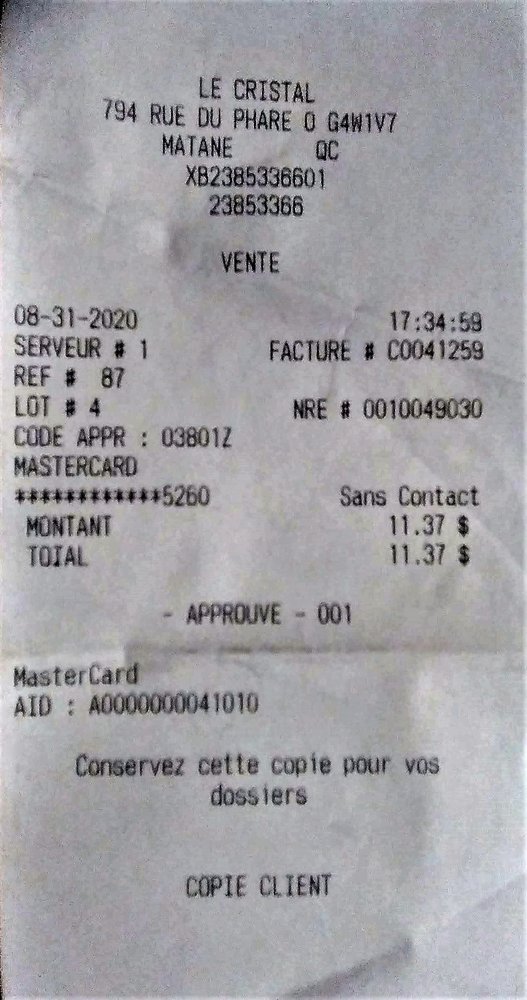 LE CRISTAL
794 RUE DU PHARE O G4W1V7
MATANE QC
XB2385336601
23853366
VENTE
08-31-2020 17:34:59
SERVEUR # 1 FACTURE # C0041259
REF # 87
LOT # 4 NRE # 0010049030
CODE APPR : 03801Z
MASTERCARD
************5260 Sans Contact
MONTANT 11.37 $
TOTAL 11.37 $
- APPROUVE - 001
MasterCard
AID : A0000000041010
Conservez cette copie pour vos
dossiers
COPIE CLIENT